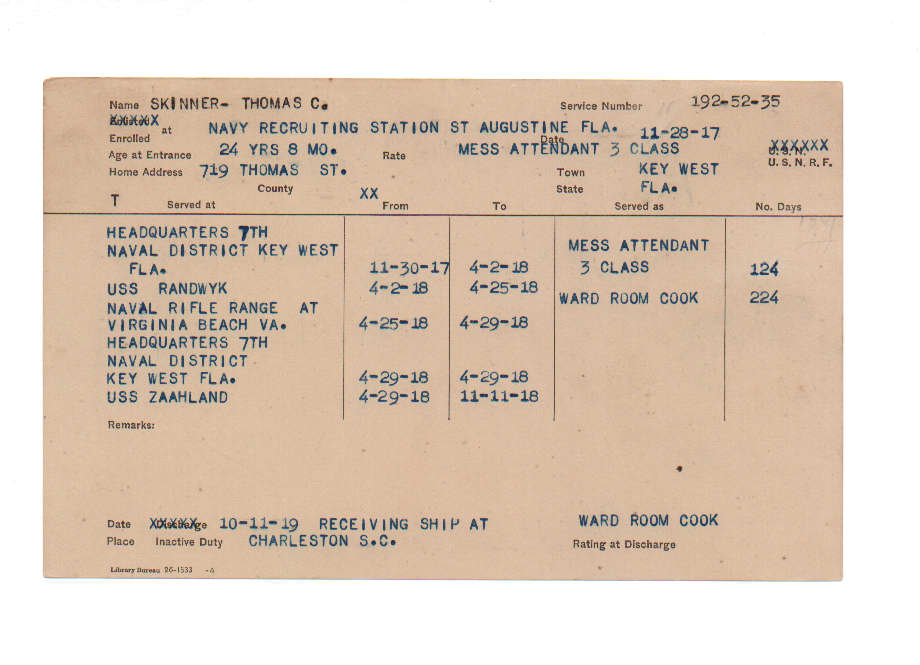 Name SKINNER- THOMAS C. Service Number 192-52-35
XXXXX
Enrolled at NAVY RECRUITING STATION ST AUGUSTINE FLA. Date 11-28-17
Age at Entrance 24 YRS 8 MO. Rate MESS ATTENDANT 3 CLASS XXXXXX U.S.N.
U. S. N. R. F.
Home Address 719 THOMAS ST. Town KEY WEST
County XX State FLA.
T Served at From To Served as No. Days
HEADQUARTERS 7TH
NAVAL DISTRICT KEY WEST MESS ATTENDANT
FLA. 11-30-17 4-2-18 3 CLASS 124
USS RANDWYK 4-2-18 4-25-18 WARD ROOM COOK 224
NAVAL RIFLE RANGE AT
VIRGINIA BEACH VA. 4-25-18 4-29-18
HEADQUARTERS 7TH
NAVAL DISTRICT
KEY WEST FLA. 4-29-18 4-29-18
USS ZAAHLAND 4-29-18 11-11-18
Remarks:
Date XXXXX Discharge 10-11-19 RECEIVING SHIP AT WARD ROOM COOK
Place Inactive Duty CHARLESTON S.C. Rating at Discharge
Library Bureau 26-1533 -A